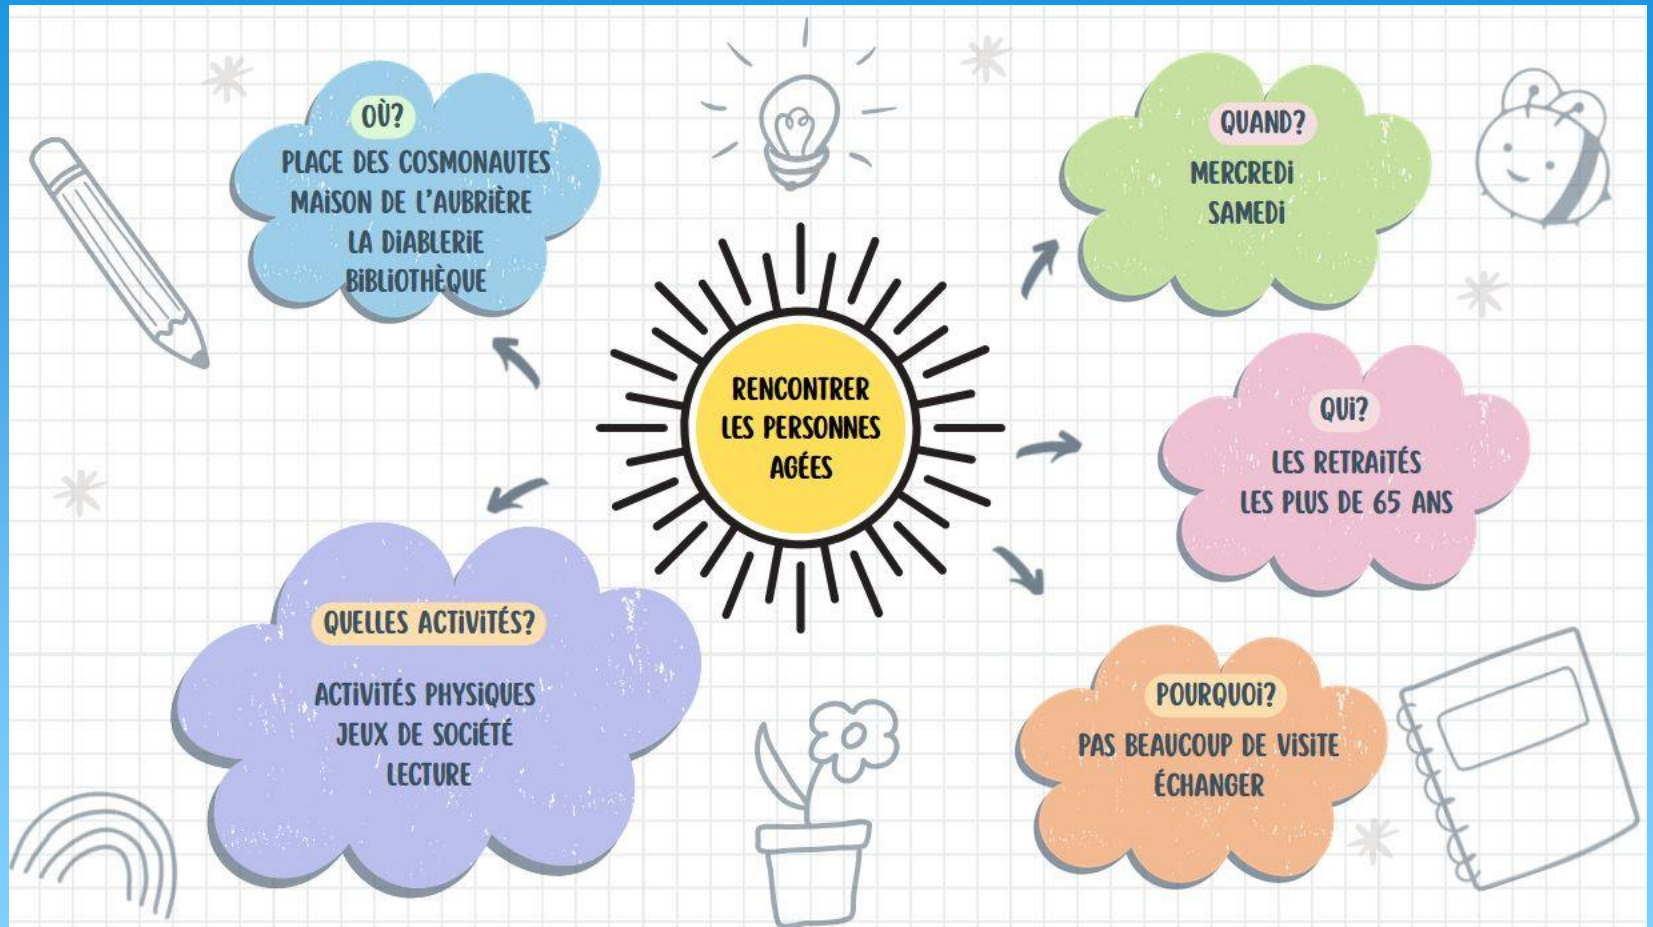 OÙ?
PLACE DES COSMONAUTES
MAISON DE L'AUBRIÈRE
LA DIABLERIE
BIBLIOTHÈQUE
QUAND?
MERCREDI
SAMEDI
RENCONTRER
LES PERSONNES
AGÉES
QUI?
LES RETRAITÉS
LES PLUS DE 65 ANS
QUELLES ACTIVITÉS?
ACTIVITÉS PHYSIQUES
JEUX DE SOCIÉTÉ
LECTURE
POURQUOI?
PAS BEAUCOUP DE VISITE
ÉCHANGER